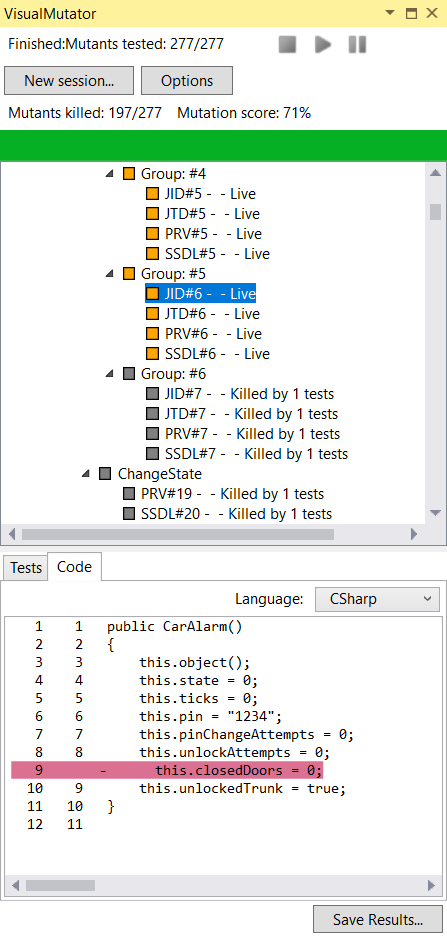 VisualMutator
Finished:Mutants tested: 277/277
New session... Options
Mutants killed: 197/277 Mutation score: 71%
Group: #4
JID#5 - - Live
JTD#5 - - Live
PRV#5 - - Live
SSDL#5 - - Live
Group: #5
JID#6 - - Live
JTD#6 - - Live
PRV#6 - - Live
SSDL#6 - - Live
Group: #6
JID#7 - - Killed by 1 tests
JTD#7 - - Killed by 1 tests
PRV#7 - - Killed by 1 tests
SSDL#7 - - Killed by 1 tests
ChangeState
PRV#19 - - Killed by 1 tests
SSDL#20 - - Killed by 1 tests
Tests Code
Language: CSharp
1 1 public CarAlarm()
2 2 {
3 3 this.object();
4 4 this.state = 0;
5 5 this.ticks = 0;
6 6 this.pin = "1234";
7 7 this.pinChangeAttempts = 0;
8 8 this.unlockAttempts = 0;
9 - this.closedDoors = 0;
10 9 this.unlockedTrunk = true;
11 10 }
12 11
Save Results...